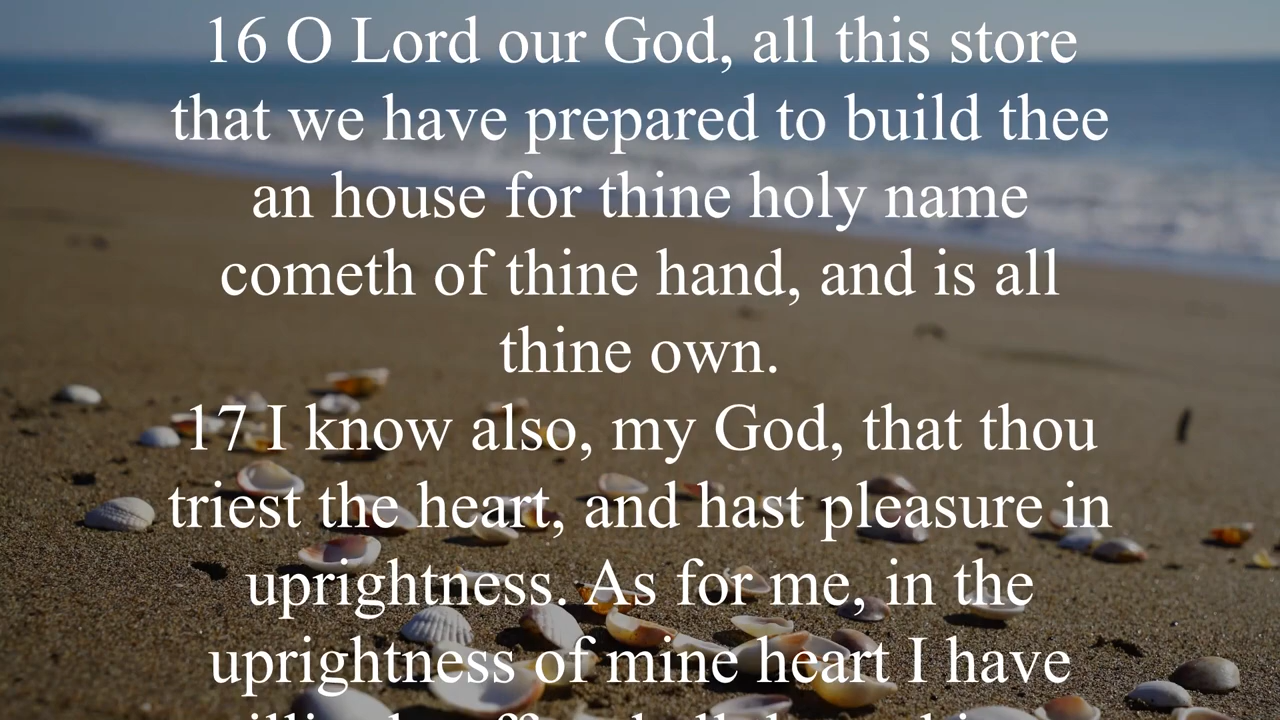 16 O Lord our God, all this store
that we have prepared to build thee
an house for thine holy name
cometh of thine hand, and is all
thine own.
17 I know also, my God, that thou
triest the heart, and hast pleasure in
uprightness. As for me, in the
uprightness of mine heart I have